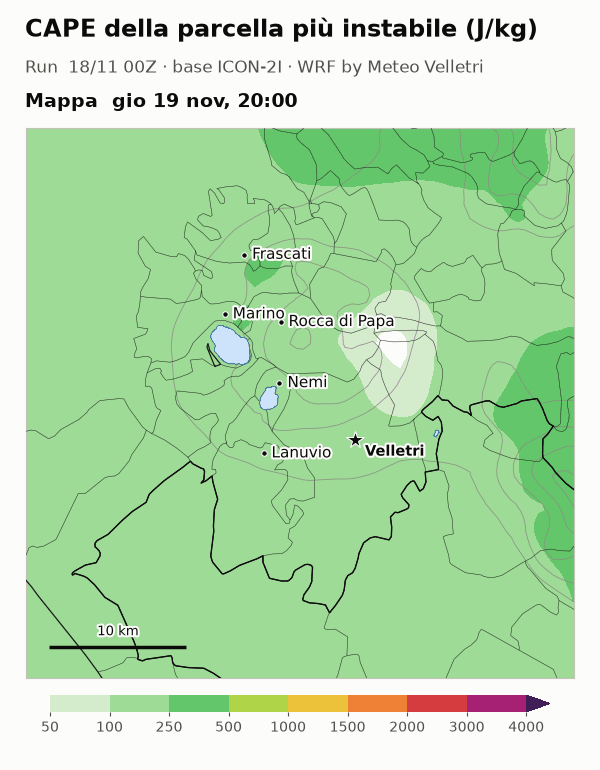 CAPE della parcella più instabile (J/kg)
Run  18/11 00Z · base ICON-2I · WRF by Meteo Velletri
Mappa  gio 19 nov, 20:00
Frascati
Marino
Rocca di Papa
Nemi
Velletri
Lanuvio
10 km
50 100 250 500 1000 1500 2000 3000 4000